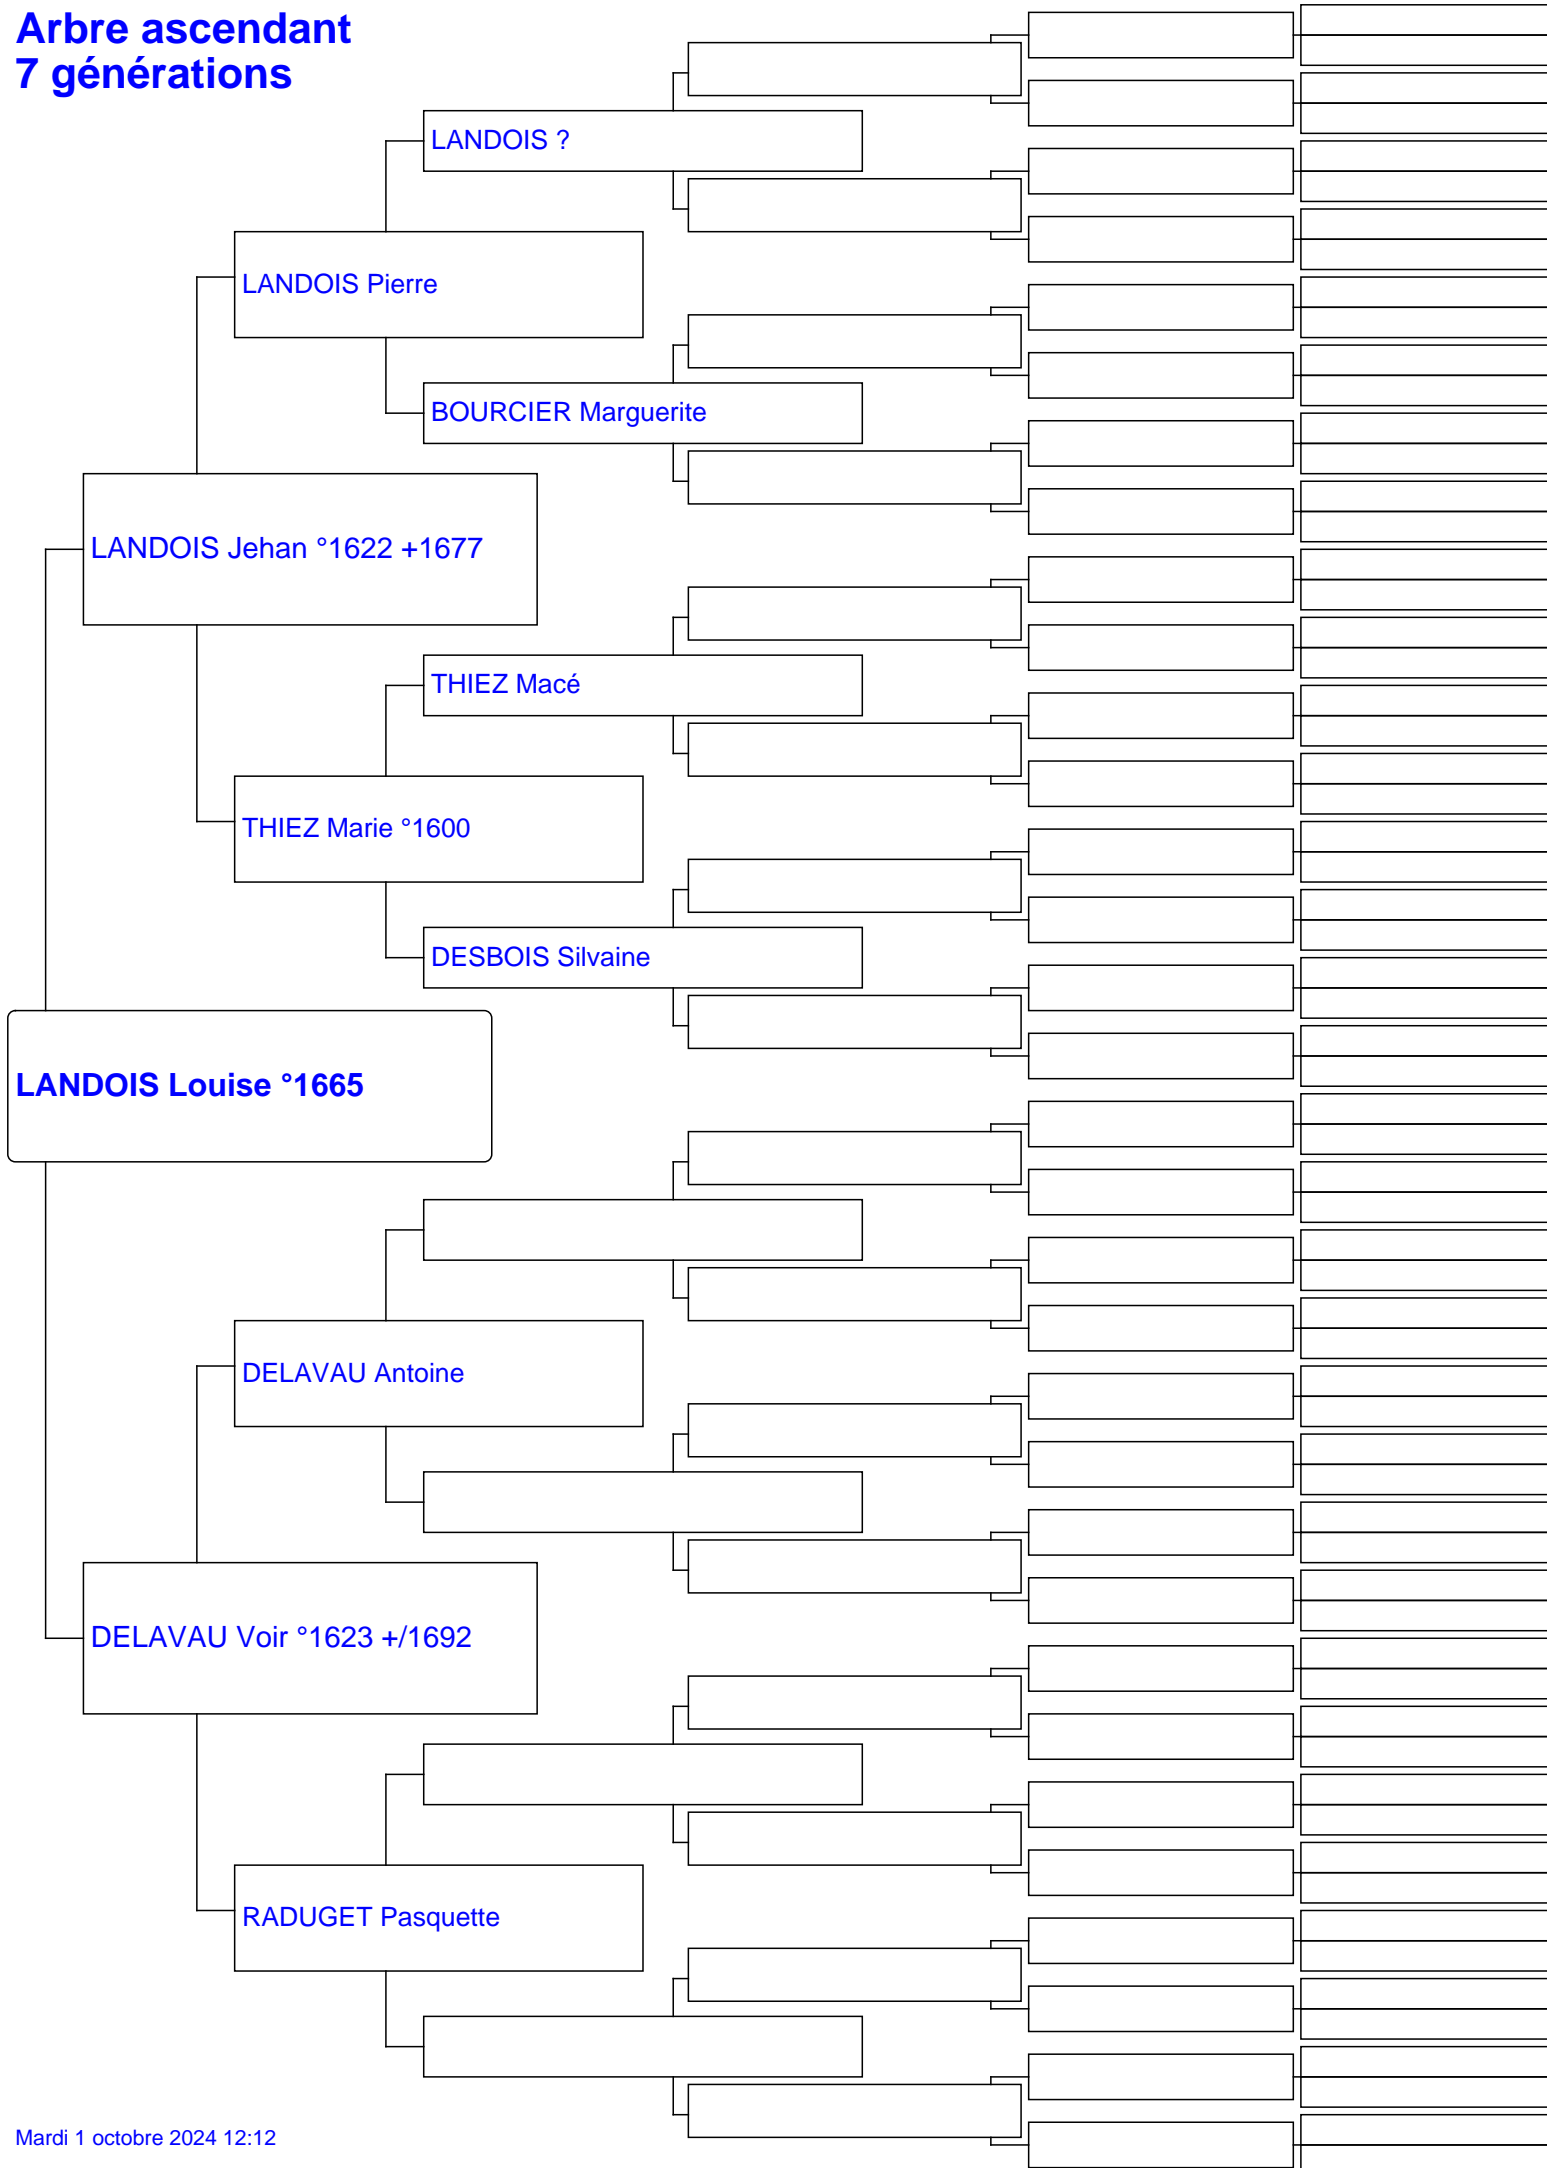 Arbre ascendant
7 générations
LANDOIS ?
LANDOIS Pierre
BOURCIER Marguerite
LANDOIS Jehan °1622 +1677
THIEZ Macé
THIEZ Marie °1600
DESBOIS Silvaine
LANDOIS Louise °1665
DELAVAU Antoine
DELAVAU Voir °1623 +/1692
RADUGET Pasquette
Mardi 1 octobre 2024 12:12